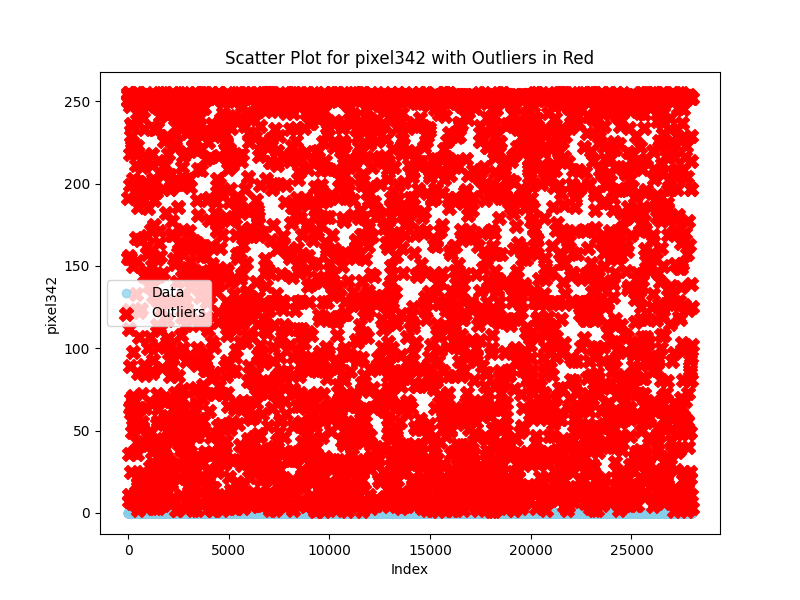 Scatter Plot for pixel342 with Outliers in Red
250
200
150
100
50
0
pixel342
Data
Outliers
0 5000 10000 15000 20000 25000
Index